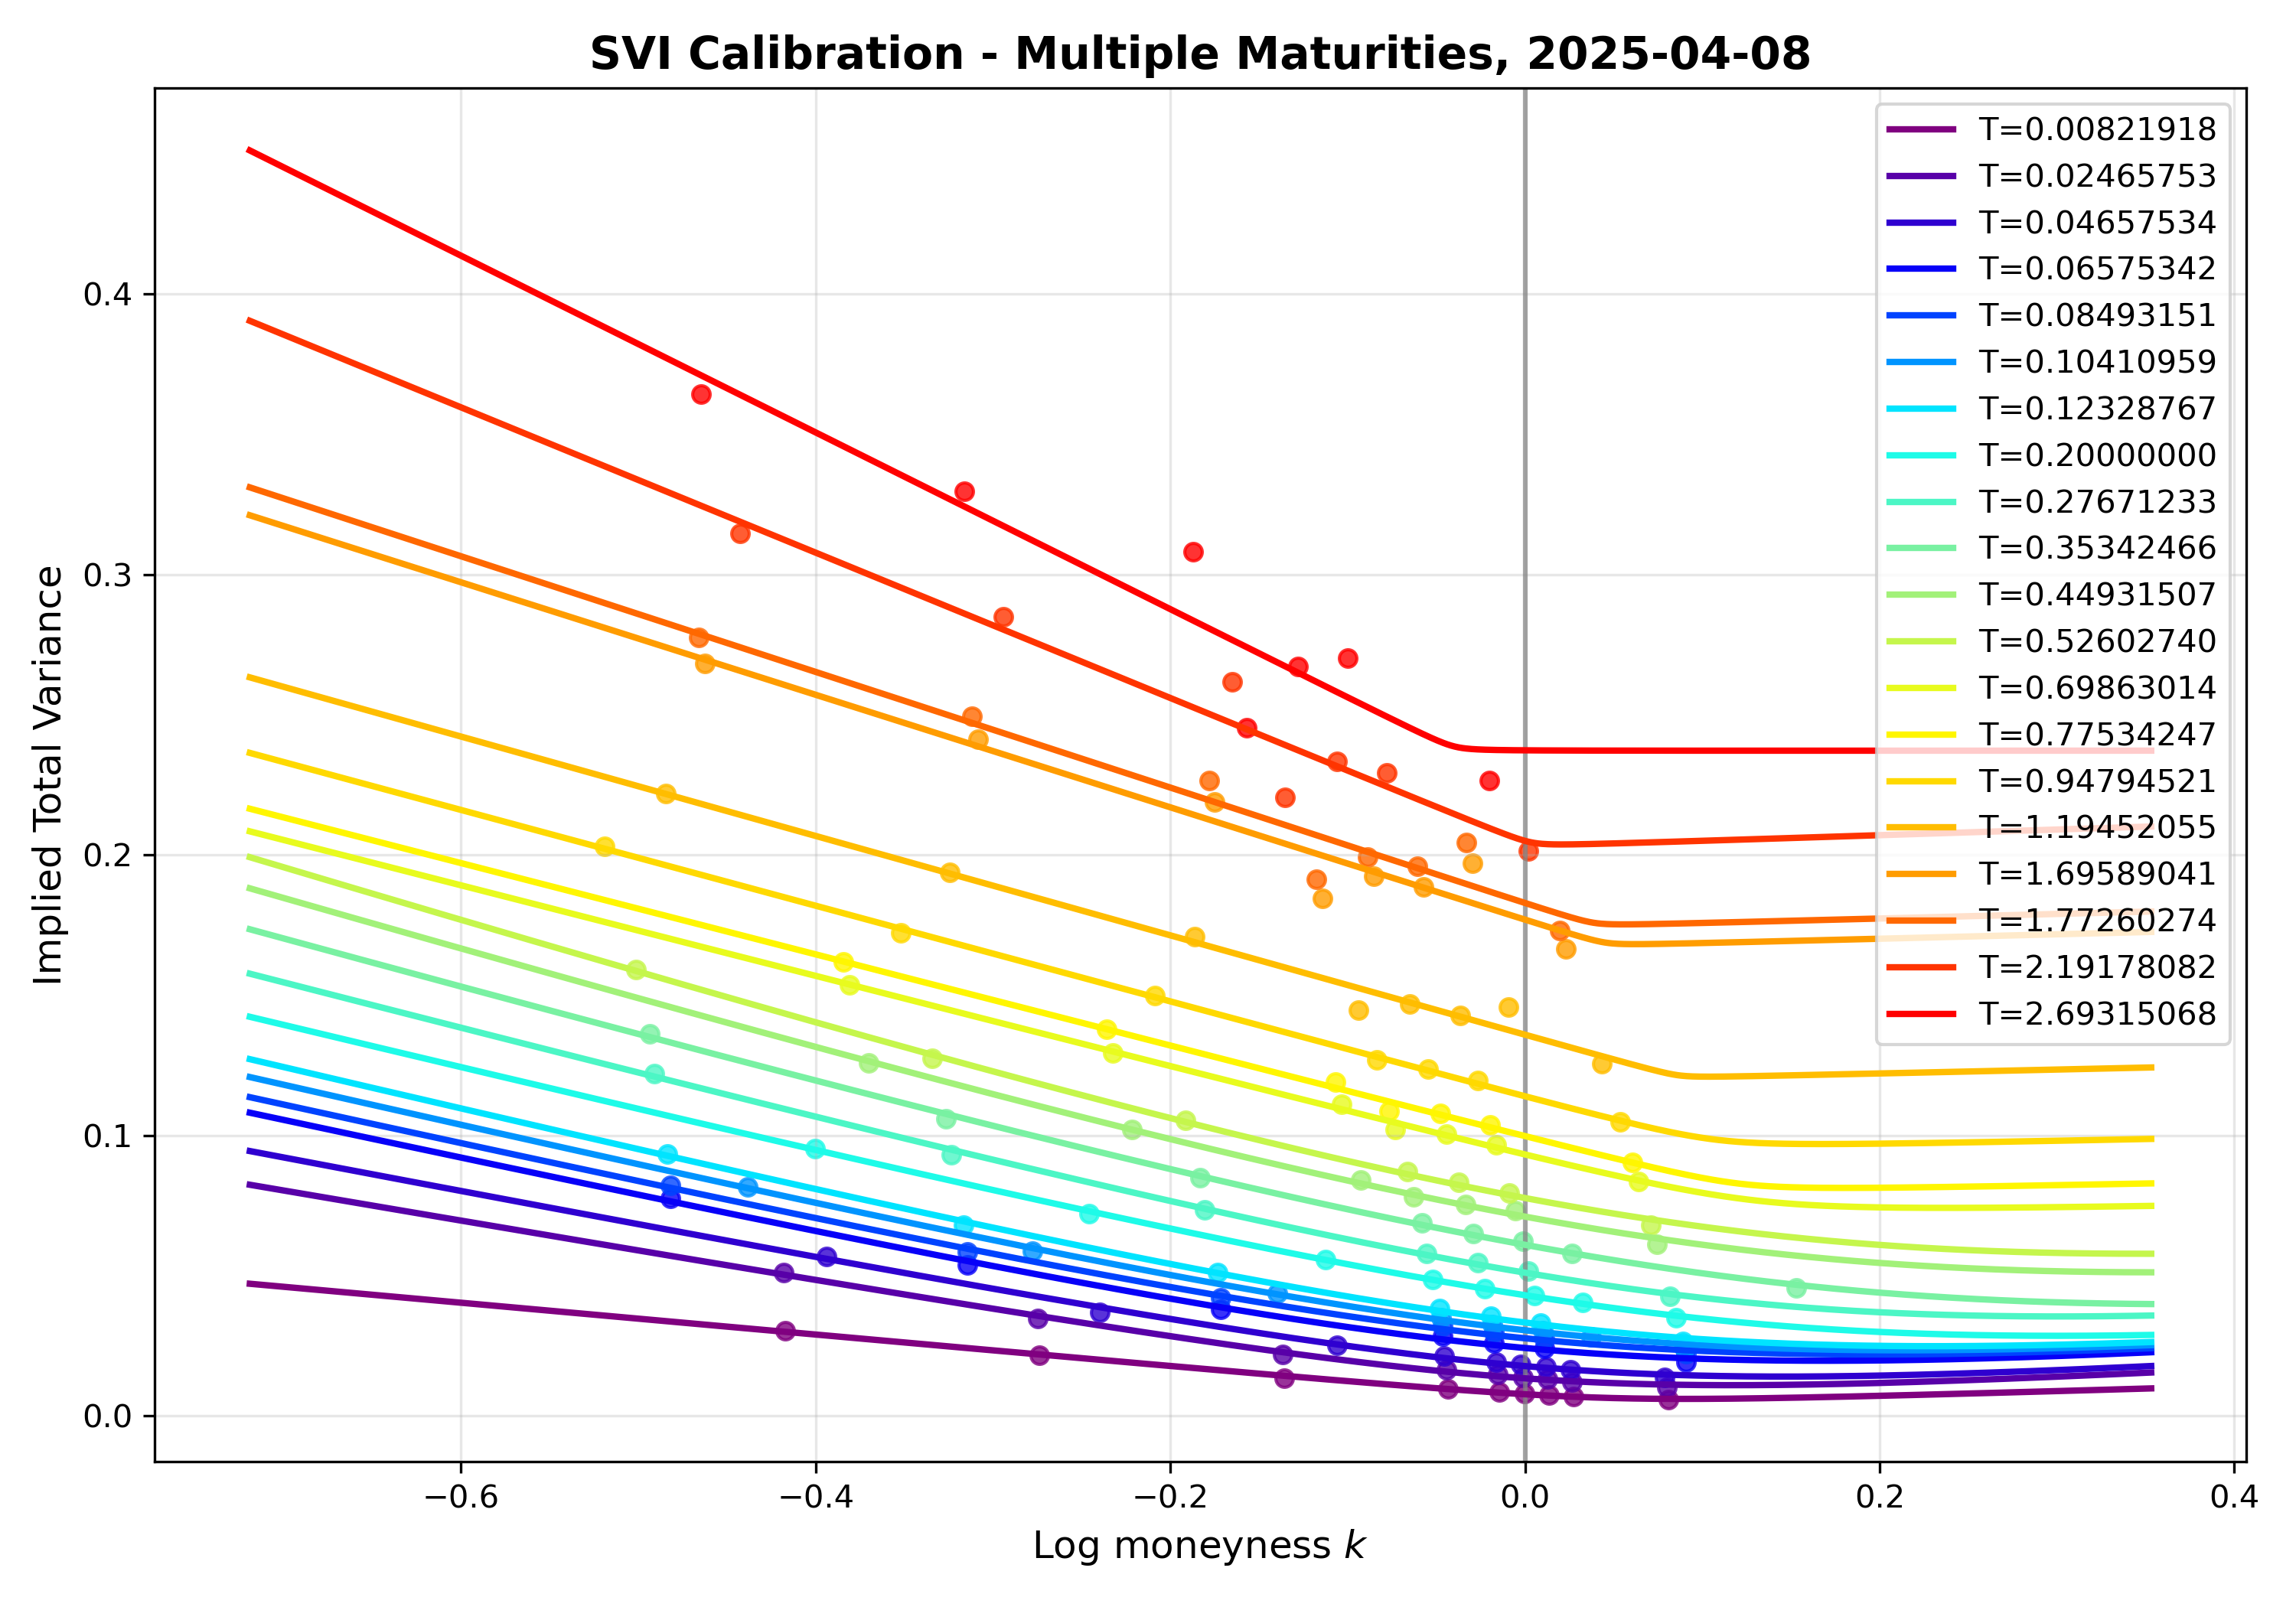 SVI Calibration - Multiple Maturities, 2025-04-08
Implied Total Variance
0.4
0.3
0.2
0.1
0.0
−0.6
−0.4
−0.2
0.0
0.2
0.4
Log moneyness k
T=0.00821918
T=0.02465753
T=0.04657534
T=0.06575342
T=0.08493151
T=0.10410959
T=0.12328767
T=0.20000000
T=0.27671233
T=0.35342466
T=0.44931507
T=0.52602740
T=0.69863014
T=0.77534247
T=0.94794521
T=1.19452055
T=1.69589041
T=1.77260274
T=2.19178082
T=2.69315068